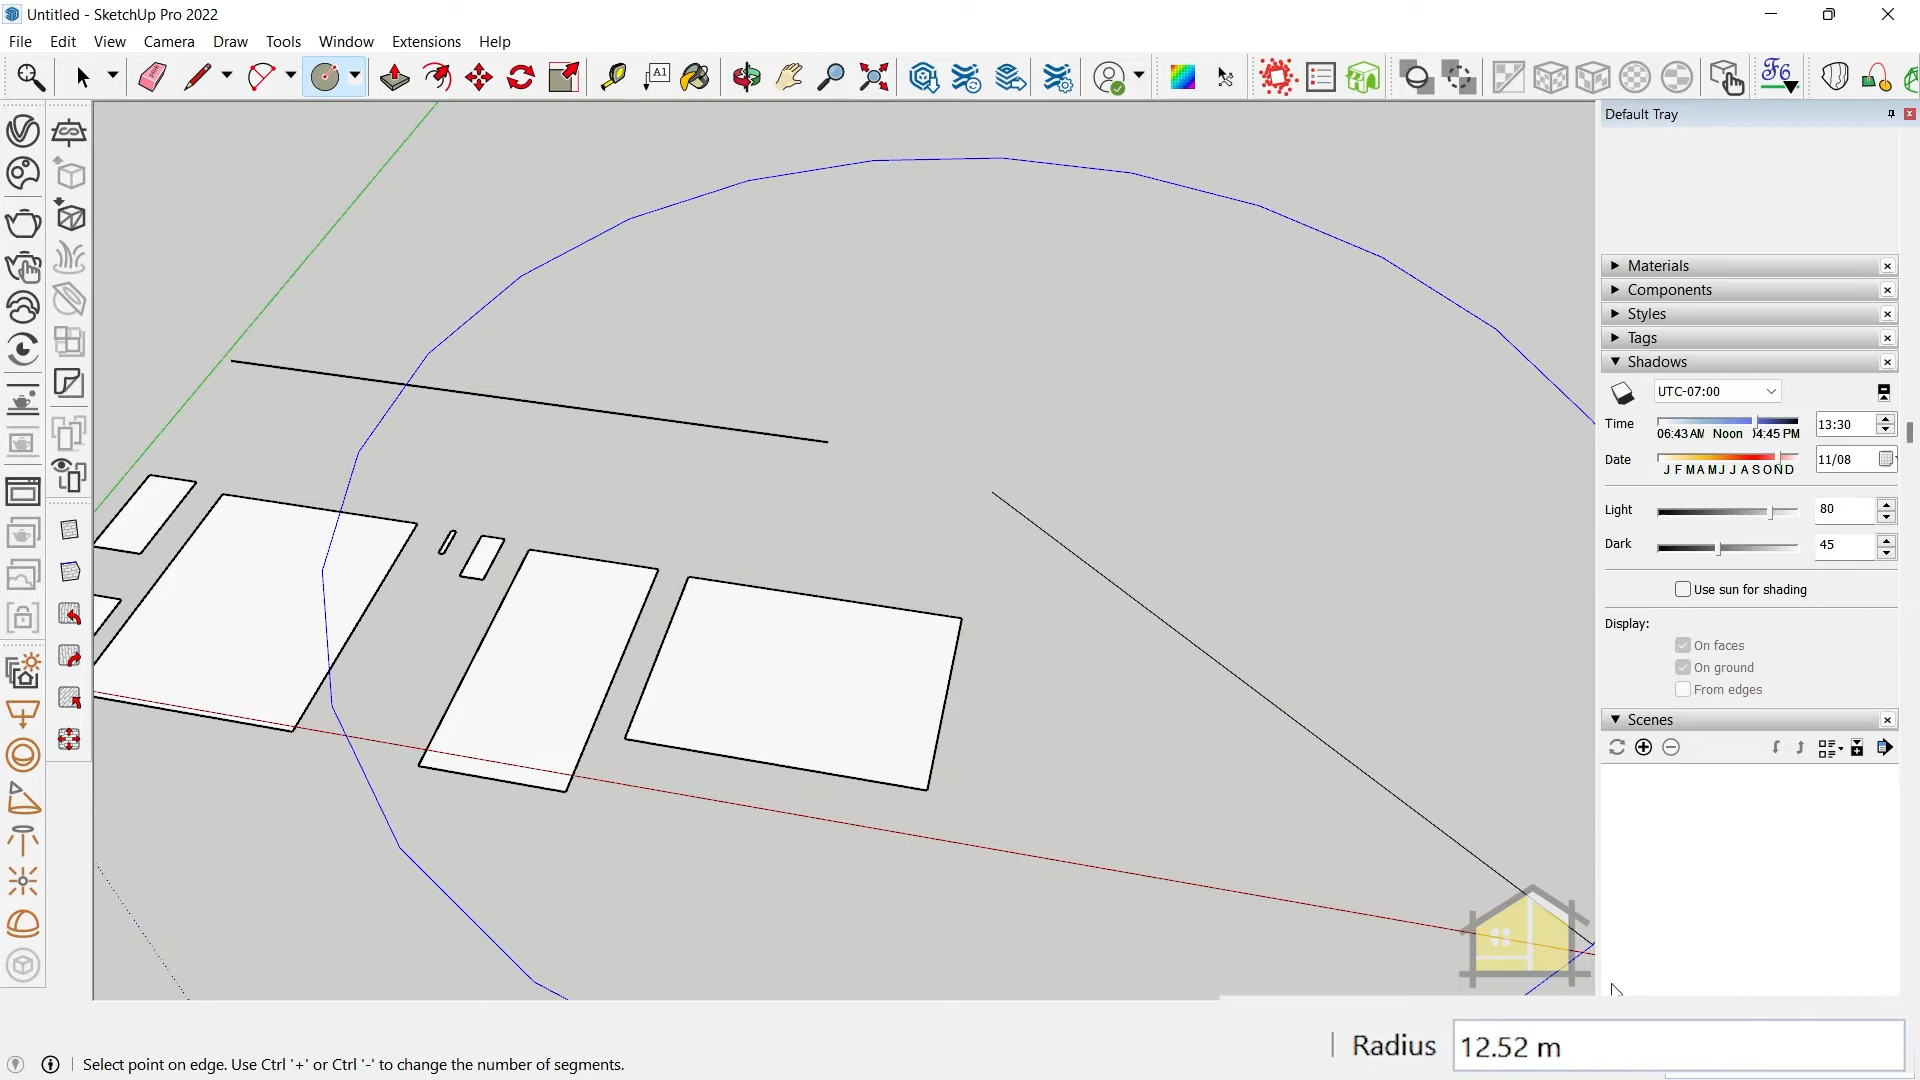 Untitled - SketchUp Pro 2022
File Edit View Camera Draw Tools Window Extensions Help
A1
Default Tray
Materials
Components
Styles
Tags
Shadows
UTC-07:00
Time 13:30
06:43 AM Noon 04:45 PM
Date 11/08
J F M A M J J A S O N D
Light 80
Dark 45
Use sun for shading
Display:
On faces
On ground
From edges
Scenes
Radius 12.52 m
Select point on edge. Use Ctrl '+' or Ctrl '-' to change the number of segments.